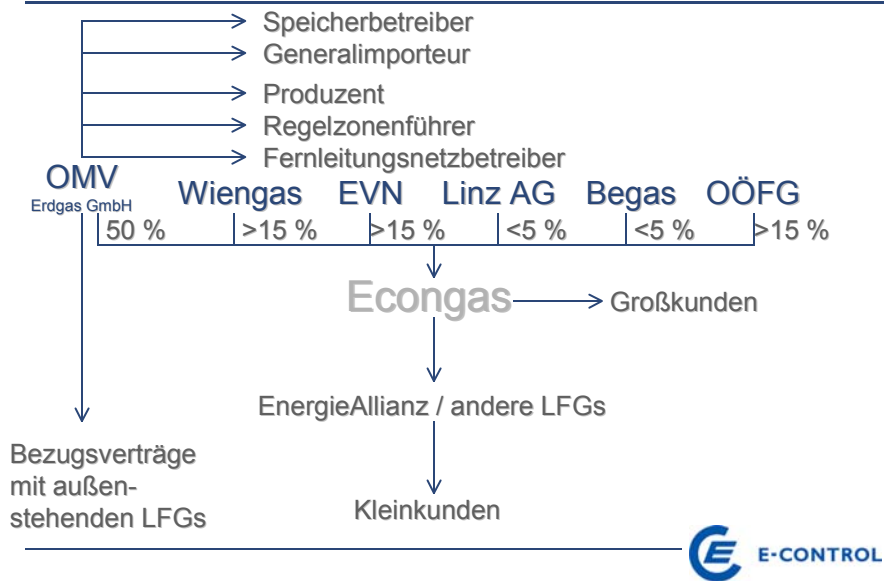 Speicherbetreiber
Generalimporteur
Produzent
Regelzonenführer
Fernleitungsnetzbetreiber
OMV
Erdgas GmbH
Wiengas EVN Linz AG Begas OÖFG
50 % >15 % >15 % <5 % <5 % >15 %
Econgas Großkunden
EnergieAllianz / andere LFGs
Bezugsverträge
mit außen-
stehenden LFGs
Kleinkunden
E-CONTROL